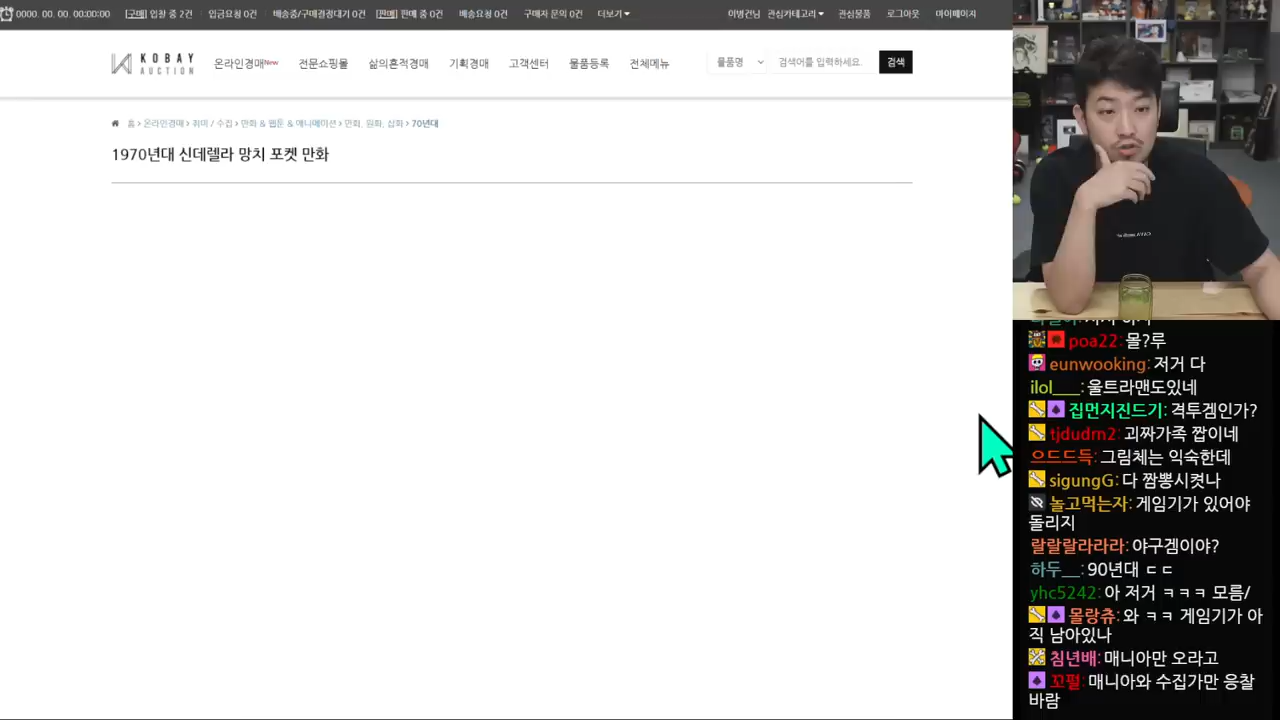 0000. 00. 00. 00:00:00 [구매] 입찰 중 2건 입금요청 0건 배송중/구매결정대기 0건 [판매] 판매 중 0건 배송요청 0건 구매자 문의 0건 더보기
이병건님 관심카테고리 관심물품 로그아웃 마이페이지
KOBAY
AUCTION
온라인경매New 전문쇼핑몰 삶의흔적경매 기획경매 고객센터 물품등록 전체메뉴
물품명 검색어를 입력하세요. 검색
홈 > 온라인경매 > 취미 / 수집 > 만화 & 웹툰 & 애니메이션 > 만화, 원화, 삽화 > 70년대
1970년대 신데렐라 망치 포켓 만화
poa22: 몰?루
eunwooking: 저거 다
ilol___: 울트라맨도있네
집먼지진드기: 격투겜인가?
tjdudrn2: 괴짜가족 짭이네
으드드득: 그림체는 익숙한데
sigungG: 다 짬뽕시켯나
놀고먹는자: 게임기가 있어야
돌리지
랄랄랄라라라: 야구겜이야?
하두__: 90년대 ㄷㄷ
yhc5242: 아 저거 ㅋㅋㅋ 모름/
몰랑츄: 와 ㅋㅋ 게임기가 아
직 남아있나
침년배: 매니아만 오라고
꼬펄: 매니아와 수집가만 응찰
바람